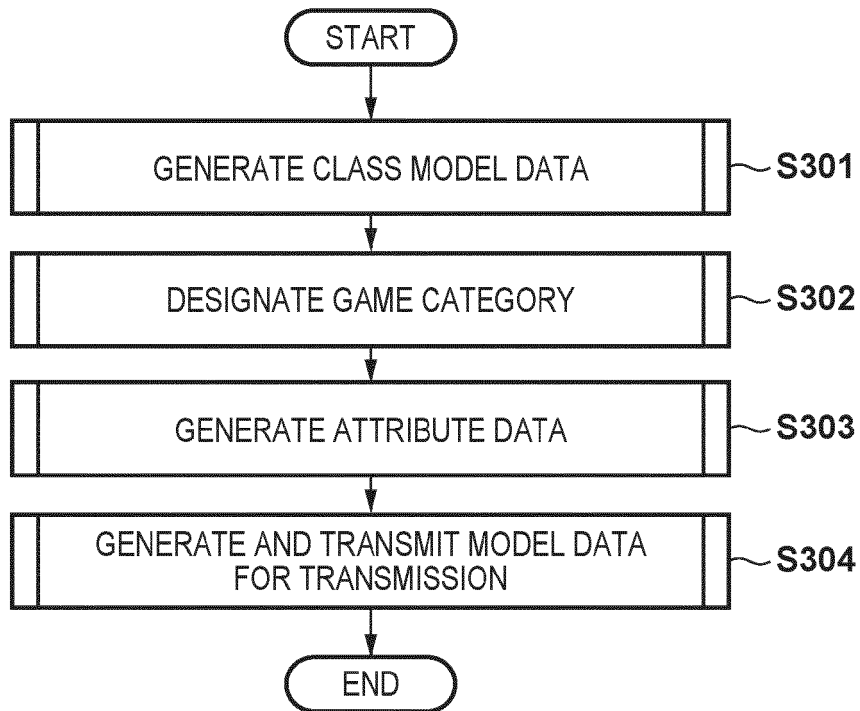 START
GENERATE CLASS MODEL DATA
S301
DESIGNATE GAME CATEGORY
S302
GENERATE ATTRIBUTE DATA
S303
GENERATE AND TRANSMIT MODEL DATA
FOR TRANSMISSION
S304
END